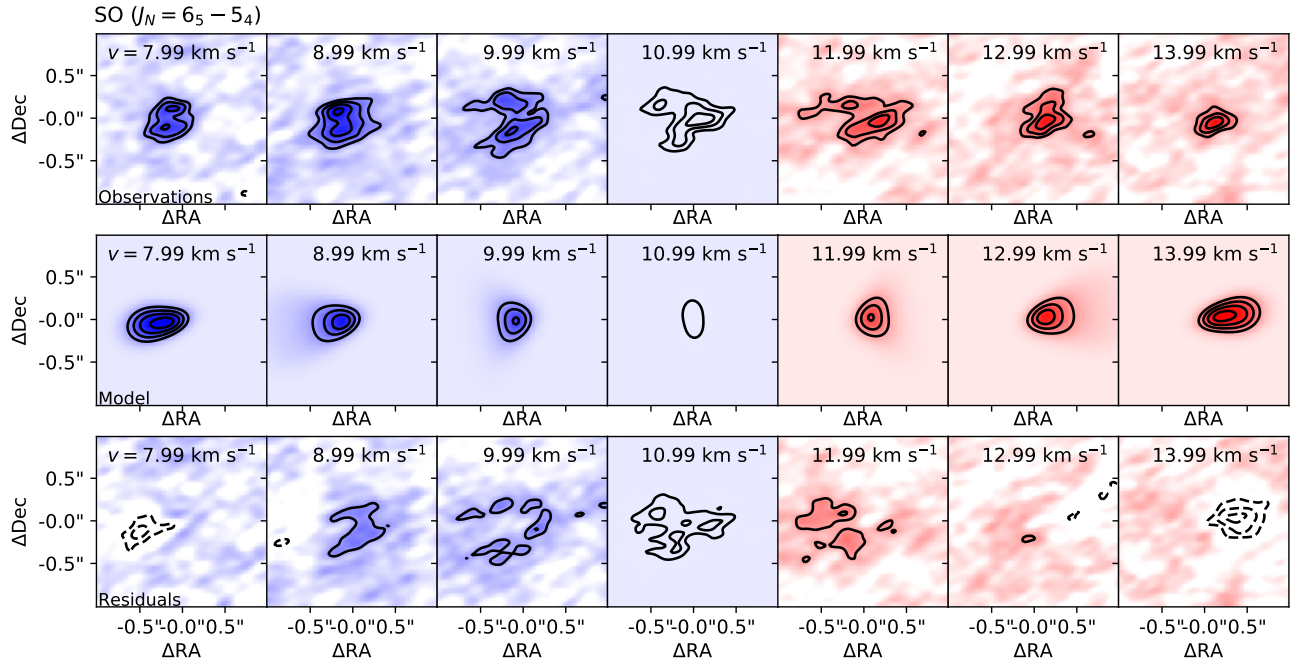 SO (J_N = 6_5 − 5_4)
v = 7.99 km s⁻¹ 8.99 km s⁻¹ 9.99 km s⁻¹ 10.99 km s⁻¹ 11.99 km s⁻¹ 12.99 km s⁻¹ 13.99 km s⁻¹
0.5"
ΔDec
-0.0"
-0.5"
Observations
ΔRA ΔRA ΔRA ΔRA ΔRA ΔRA ΔRA
v = 7.99 km s⁻¹ 8.99 km s⁻¹ 9.99 km s⁻¹ 10.99 km s⁻¹ 11.99 km s⁻¹ 12.99 km s⁻¹ 13.99 km s⁻¹
0.5"
ΔDec
-0.0"
-0.5"
Model
ΔRA ΔRA ΔRA ΔRA ΔRA ΔRA ΔRA
v = 7.99 km s⁻¹ 8.99 km s⁻¹ 9.99 km s⁻¹ 10.99 km s⁻¹ 11.99 km s⁻¹ 12.99 km s⁻¹ 13.99 km s⁻¹
0.5"
ΔDec
-0.0"
-0.5"
Residuals
-0.5" -0.0" 0.5" -0.5" -0.0" 0.5" -0.5" -0.0" 0.5" -0.5" -0.0" 0.5" -0.5" -0.0" 0.5" -0.5" -0.0" 0.5" -0.5" -0.0" 0.5"
ΔRA ΔRA ΔRA ΔRA ΔRA ΔRA ΔRA